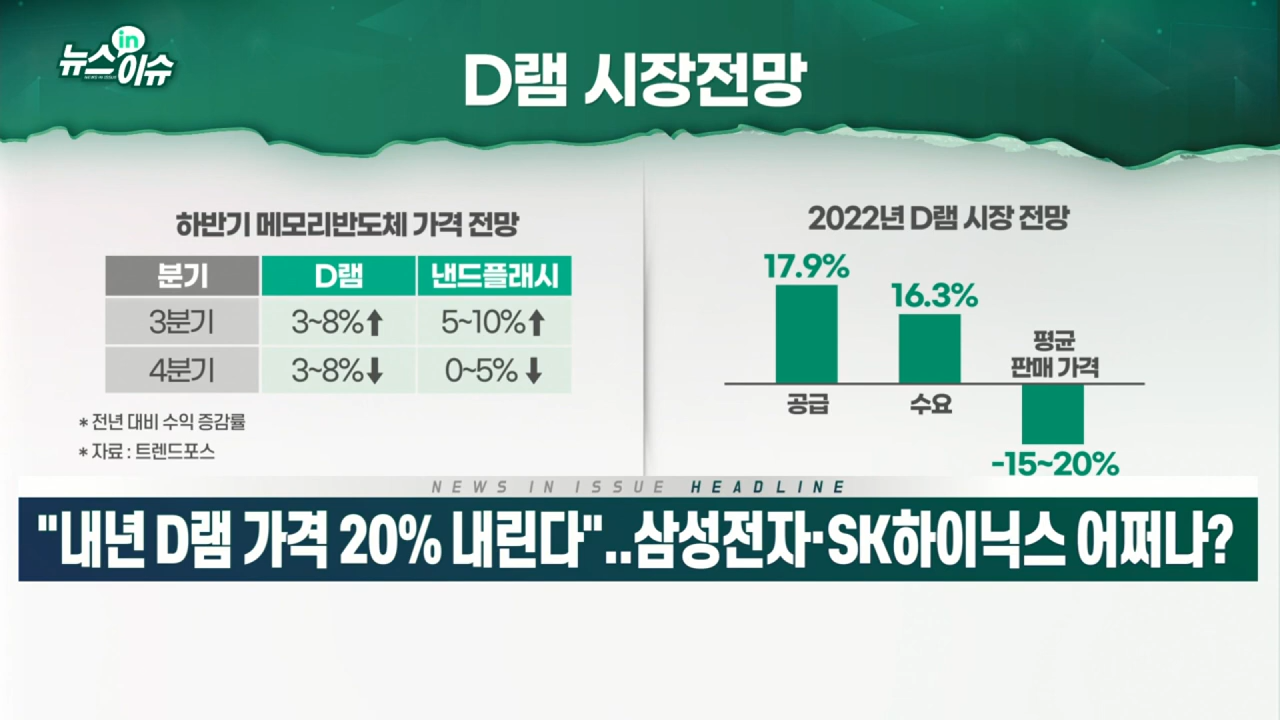 뉴스in이슈
D램 시장전망
하반기 메모리반도체 가격 전망
분기 D램 낸드플래시
3분기 3~8%⬆ 5~10%⬆
4분기 3~8%⬇ 0~5%⬇
* 전년 대비 수익 증감률
* 자료 : 트렌드포스
2022년 D램 시장 전망
17.9%
16.3%
평균
판매 가격
공급 수요
-15~20%
NEWS IN ISSUE HEADLINE
"내년 D램 가격 20% 내린다"..삼성전자·SK하이닉스 어쩌나?